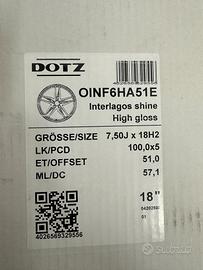 DOTZ
OINF6HA51E
Interlagos shine
High gloss
GRÖSSE/SIZE 7,50J x 18H2
LK/PCD 100,0x5
ET/OFFSET 51,0
ML/DC 57,1
18"
01
4026569329556